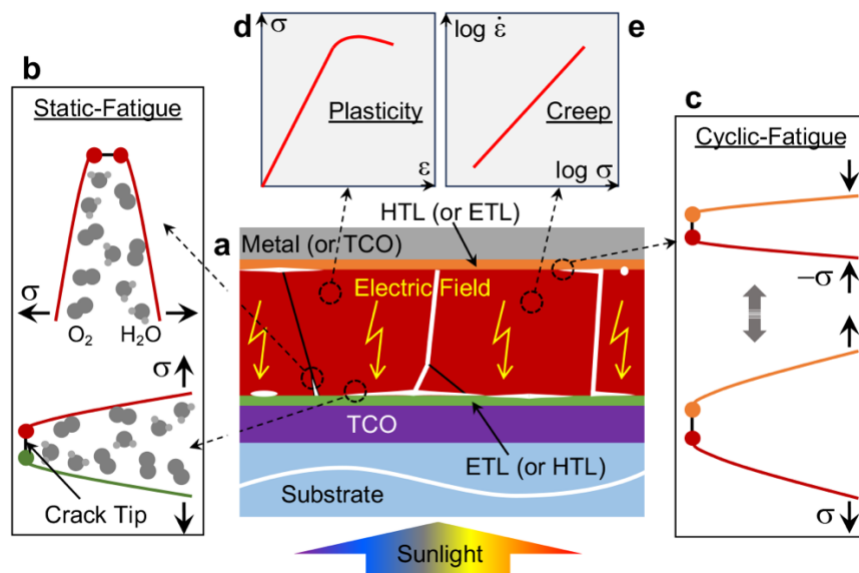 d
σ
Plasticity
ε
log ε̇
e
Creep
log σ
b
Static-Fatigue
σ
O₂
H₂O
σ
Crack Tip
a
HTL (or ETL)
Metal (or TCO)
Electric Field
TCO
ETL (or HTL)
Substrate
Sunlight
c
Cyclic-Fatigue
−σ
σ